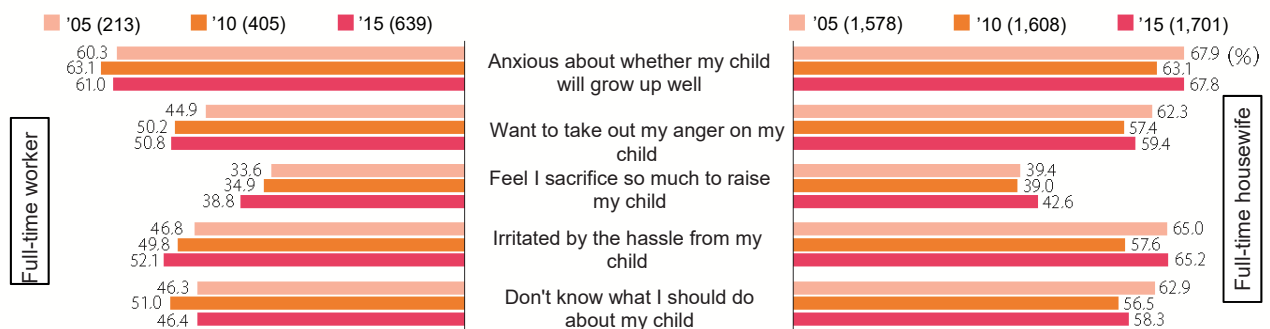 '05 (213) '10 (405) '15 (639) '05 (1,578) '10 (1,608) '15 (1,701)
Full-time worker
60.3
63.1
61.0
Anxious about whether my child
will grow up well
67.9 (%)
63.1
67.8
44.9
50.2
50.8
Want to take out my anger on my
child
62.3
57.4
59.4
33.6
34.9
38.8
Feel I sacrifice so much to raise
my child
39.4
39.0
42.6
46.8
49.8
52.1
Irritated by the hassle from my
child
65.0
57.6
65.2
46.3
51.0
46.4
Don't know what I should do
about my child
62.9
56.5
58.3
Full-time housewife